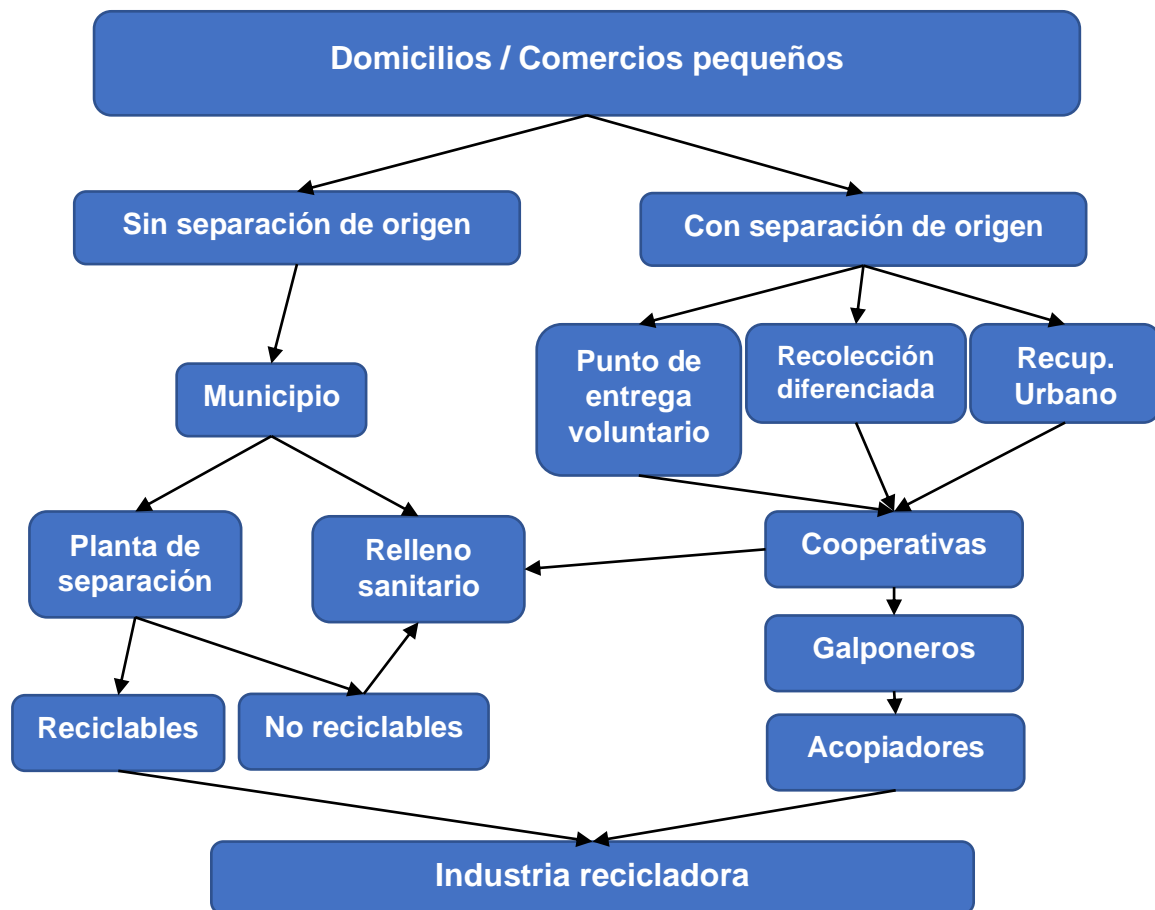 Domicilios / Comercios pequeños
Sin separación de origen
Con separación de origen
Punto de
entrega
voluntario
Recolección
diferenciada
Recup.
Urbano
Municipio
Planta de
separación
Relleno
sanitario
Cooperativas
Galponeros
Reciclables
No reciclables
Acopiadores
Industria recicladora